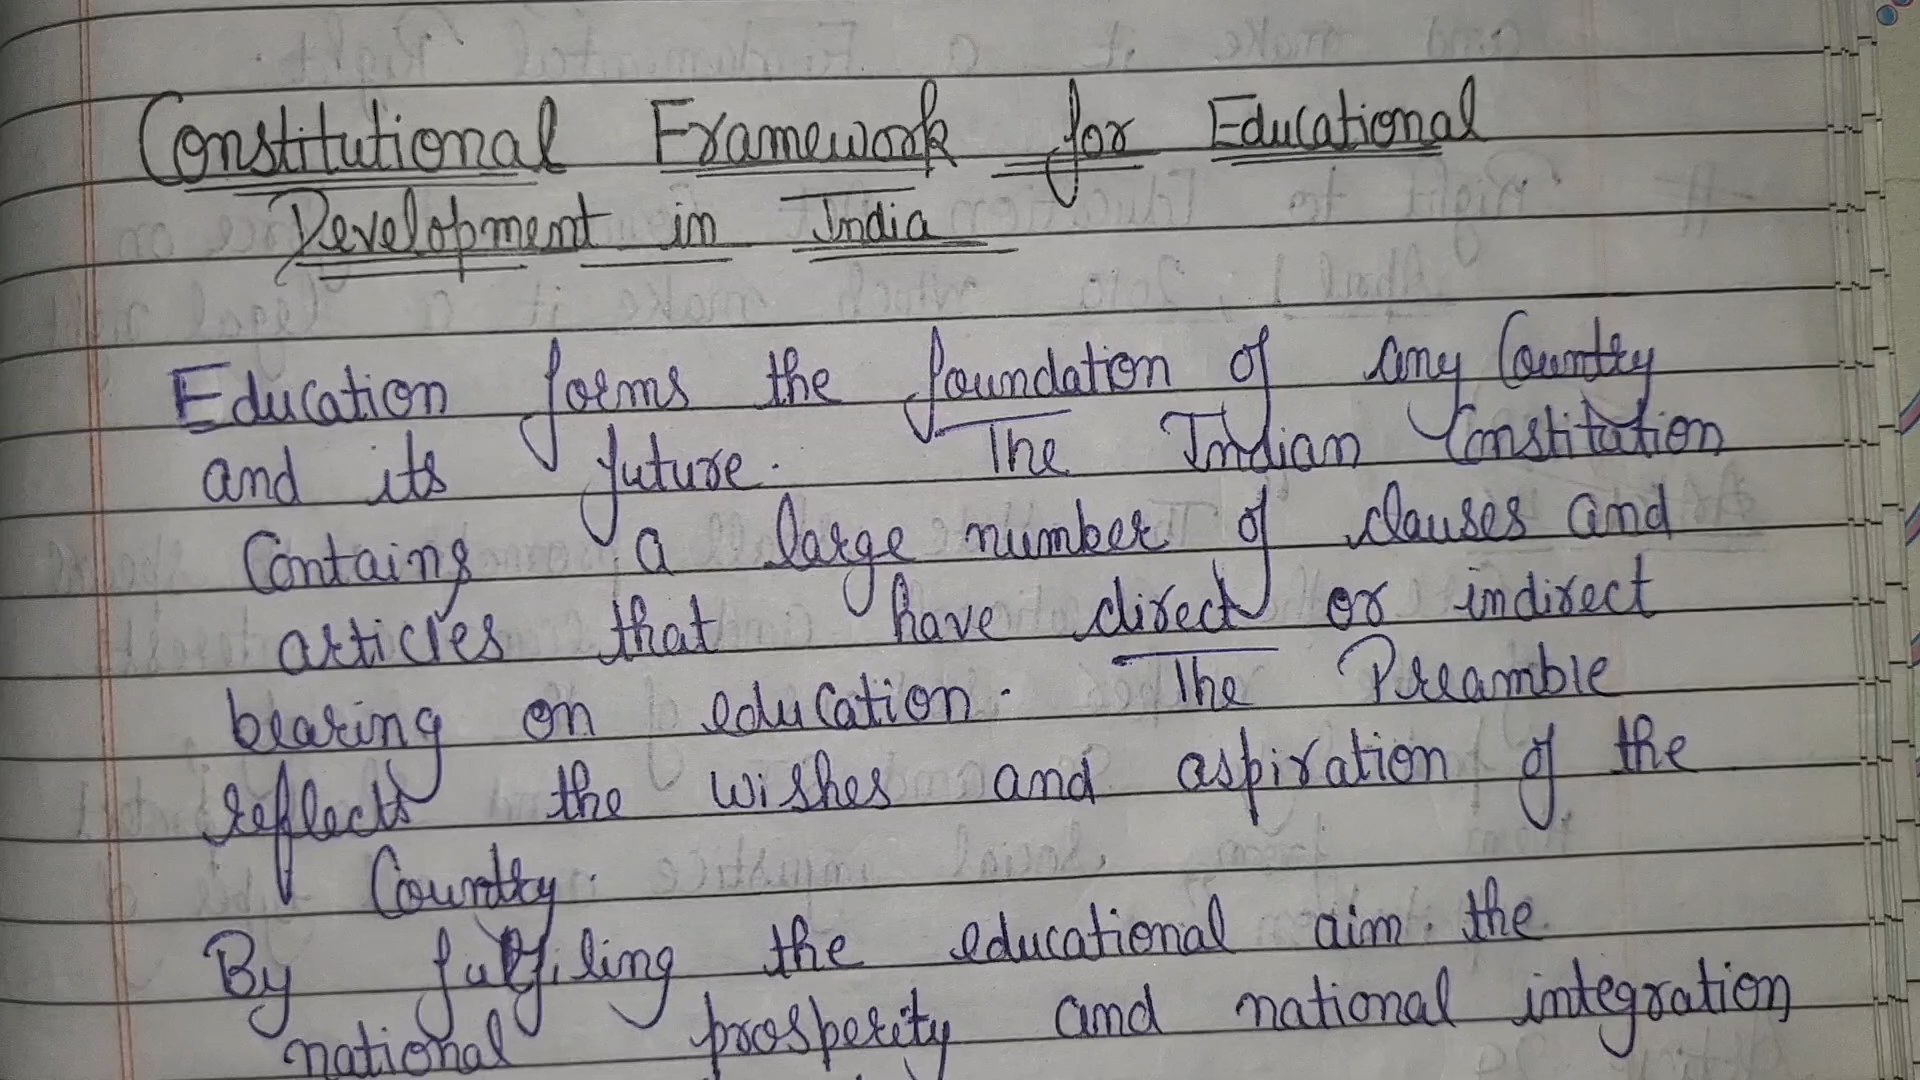 Constitutional Framework for Educational
Development in India
Education forms the foundation of any Country
and its future. The Indian Constitution
Contains a large number of clauses and
articles that have direct or indirect
bearing on education. The Preamble
reflects the wishes and aspiration of the
Country.
By fulfiling the educational aim. the
national prosperity and national integration